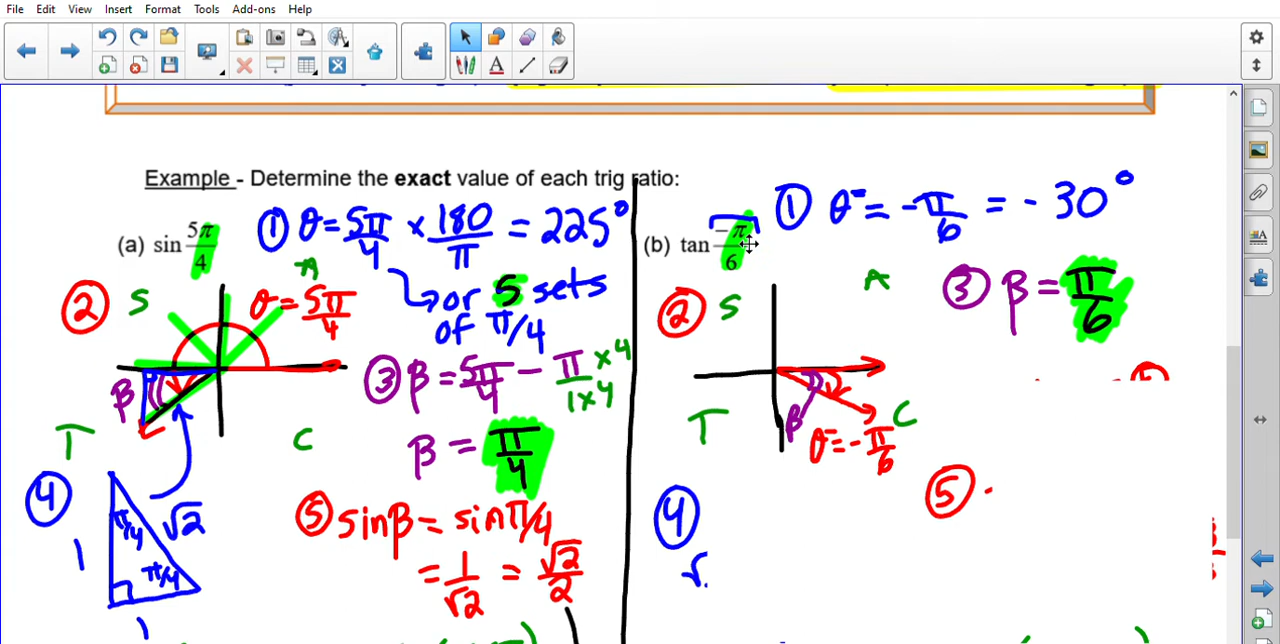 File Edit View Insert Format Tools Add-ons Help
Example - Determine the exact value of each trig ratio:
(a) sin 5π/4
① θ = 5π/4 × 180/π = 225°
or 5 sets
of π/4
② S A
θ = 5π/4
β
T C
③ β = 5π/4 - π/1 ×4/×4
β = π/4
④ π/4 √2
1 π/4
1
⑤ sinβ = sin π/4
= 1/√2 = √2/2
(b) tan -π/6
① θ = -π/6 = -30°
② S A
β
T C
θ = -π/6
③ β = π/6
④
√
⑤